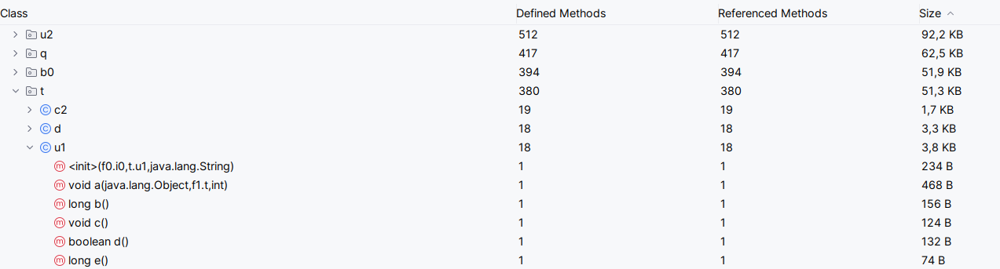 Class Defined Methods Referenced Methods Size
u2 512 512 92,2 KB
q 417 417 62,5 KB
b0 394 394 51,9 KB
t 380 380 51,3 KB
c2 19 19 1,7 KB
d 18 18 3,3 KB
u1 18 18 3,8 KB
<init>(f0.i0,t.u1,java.lang.String) 1 1 234 B
void a(java.lang.Object,f1.t,int) 1 1 468 B
long b() 1 1 156 B
void c() 1 1 124 B
boolean d() 1 1 132 B
long e() 1 1 74 B